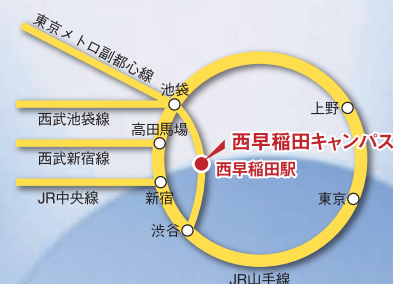 東京メトロ副都心線
池袋
西武池袋線
上野
高田馬場
西早稲田キャンパス
西武新宿線
西早稲田駅
JR中央線
新宿
東京
渋谷
JR山手線